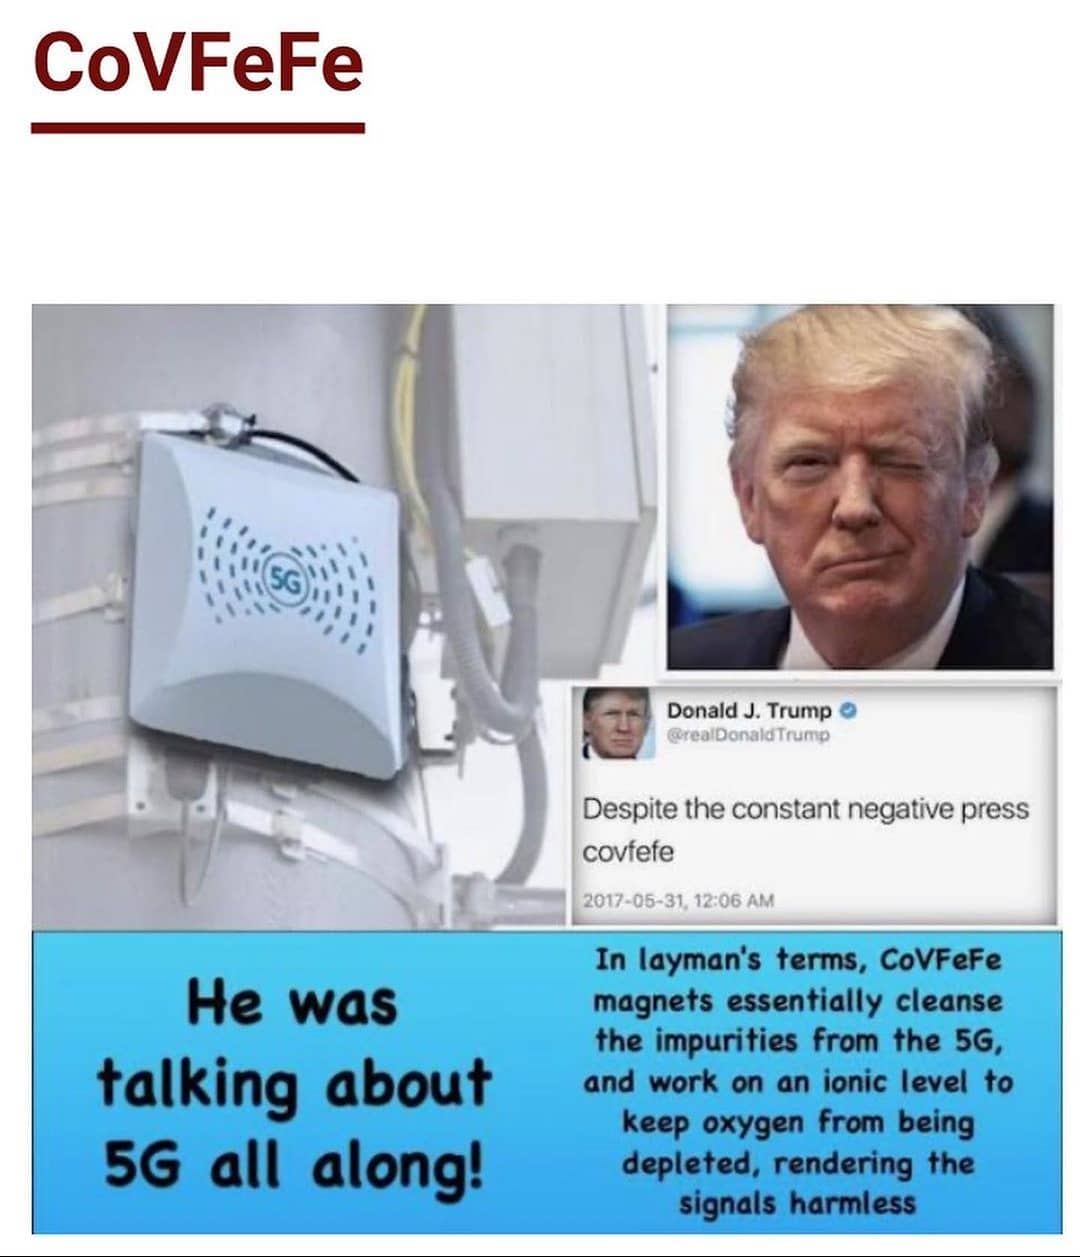 CoVFeFe
5G
Donald J. Trump
@realDonaldTrump
Despite the constant negative press
covfefe
2017-05-31, 12:06 AM
He was
talking about
5G all along!
In layman's terms, CoVFeFe
magnets essentially cleanse
the impurities from the 5G,
and work on an ionic level to
keep oxygen from being
depleted, rendering the
signals harmless